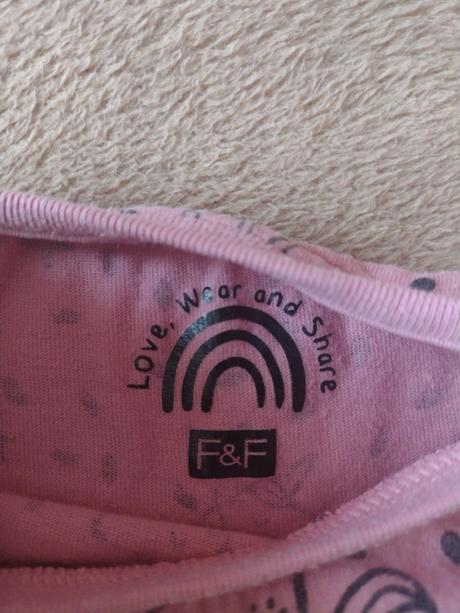 Love, Wear and Share
F&F